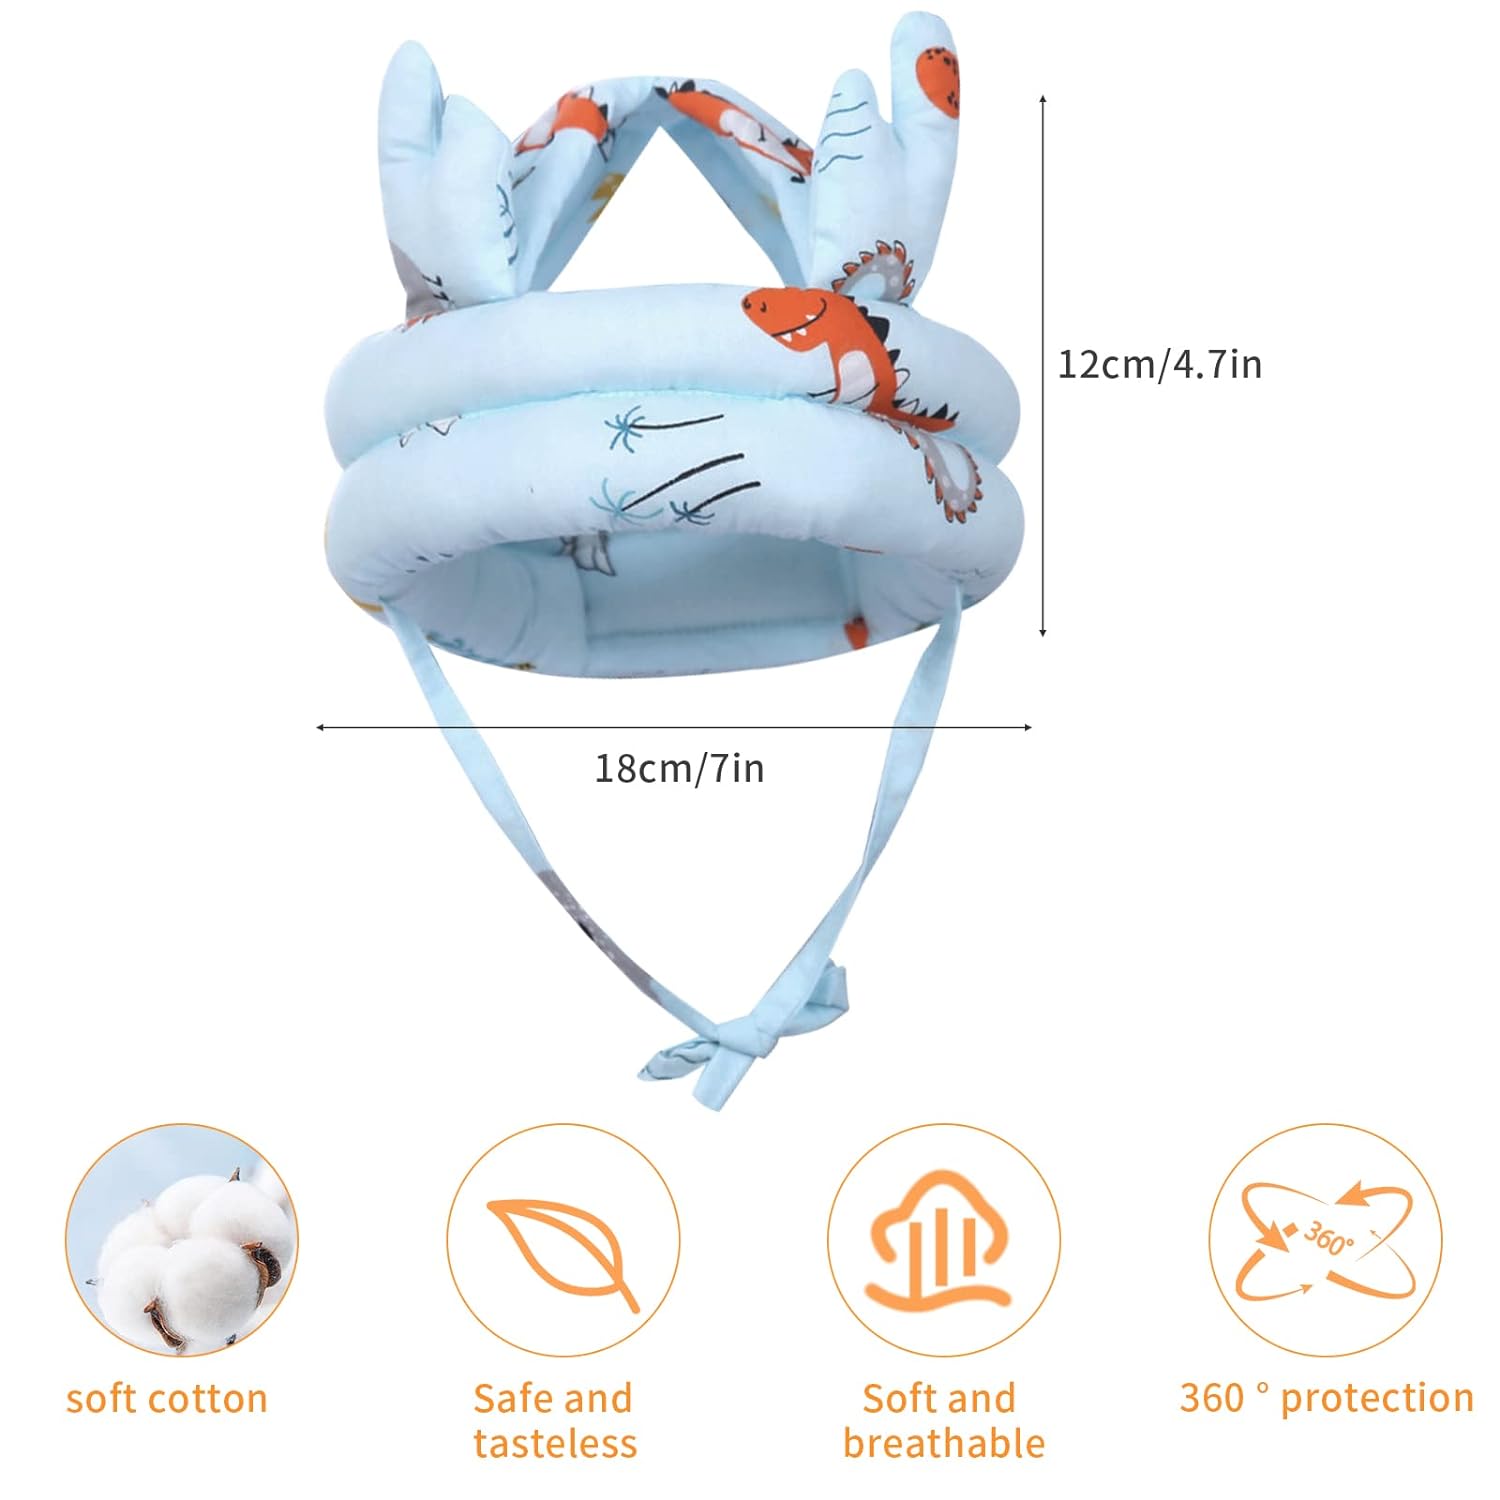 12cm/4.7in
18cm/7in
360°
soft cotton
Safe and
tasteless
Soft and
breathable
360 ° protection